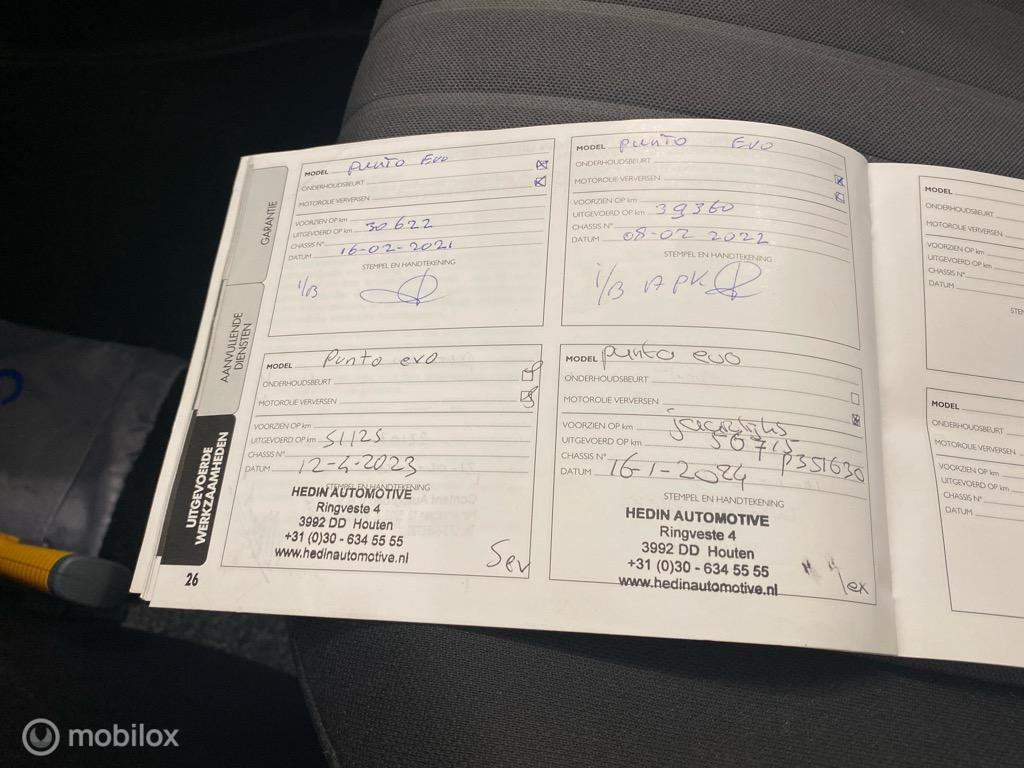 GARANTIE
AANVULLENDE
DIENSTEN
UITGEVOERDE
WERKZAAMHEDEN
26
MODEL Punto Evo
ONDERHOUDSBEURT
MOTOROLIE VERVERSEN
VOORZIEN OP km
UITGEVOERD OP km 30622
CHASSIS N°
DATUM 16-02-2021
STEMPEL EN HANDTEKENING
I/B
MODEL Punto Evo
ONDERHOUDSBEURT
MOTOROLIE VERVERSEN
VOORZIEN OP km
UITGEVOERD OP km 39360
CHASSIS N°
DATUM 08-02 2022
STEMPEL EN HANDTEKENING
I/B APK
MODEL Punto evo
ONDERHOUDSBEURT
MOTOROLIE VERVERSEN
VOORZIEN OP km
UITGEVOERD OP km 51125
CHASSIS N°
DATUM 12-4-2023
STEMPEL EN HANDTEKENING
HEDIN AUTOMOTIVE
Ringveste 4
3992 DD Houten
+31 (0)30 - 634 55 55
www.hedinautomotive.nl
MODEL punto evo
ONDERHOUDSBEURT
MOTOROLIE VERVERSEN
VOORZIEN OP km jaarlijks
UITGEVOERD OP km 56715
CHASSIS N° P351630
DATUM 16-1-2024
STEMPEL EN HANDTEKENING
HEDIN AUTOMOTIVE
Ringveste 4
3992 DD Houten
+31 (0)30 - 634 55 55
www.hedinautomotive.nl
MODEL
ONDERHOUDSBEURT
MOTOROLIE VERVERSEN
VOORZIEN OP km
UITGEVOERD OP km
CHASSIS N°
DATUM
MODEL
ONDERHOUDSBEURT
MOTOROLIE VERVERSEN
VOORZIEN OP km
UITGEVOERD OP km
CHASSIS N°
DATUM
mobilox